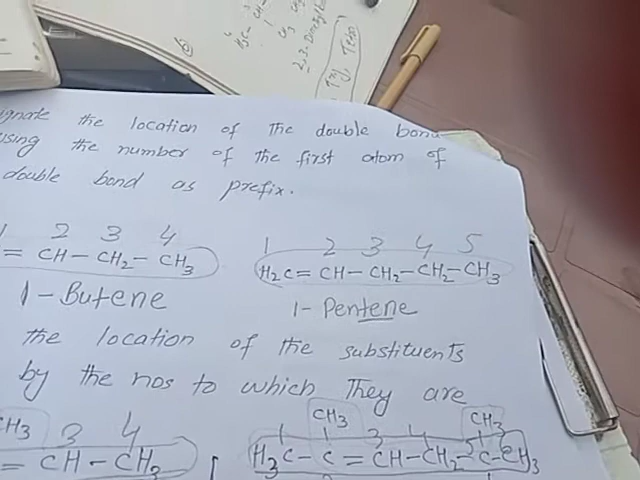 the location of the double bond
using the number of the first atom of
double bond as prefix.
1 2 3 4
= CH - CH2 - CH3
1 - Butene
1 2 3 4 5
H2C = CH - CH2 - CH2 - CH3
1 - Pentene
the location of the substituents
by the nos to which They are
CH3 3 4
= CH - CH3
CH3 CH3
1 3 4
H3C - C = CH - CH2 - C - CH3